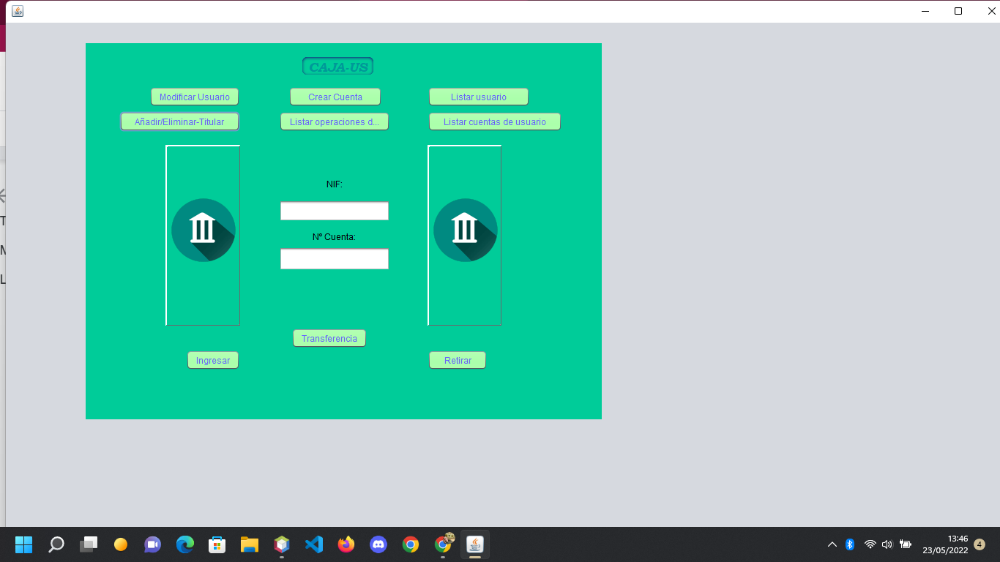 CAJA-US
Modificar Usuario
Crear Cuenta
Listar usuario
Añadir/Eliminar-Titular
Listar operaciones d...
Listar cuentas de usuario
NIF:
Nº Cuenta:
Transferencia
Ingresar
Retirar
T
M
L
13:46
23/05/2022
4